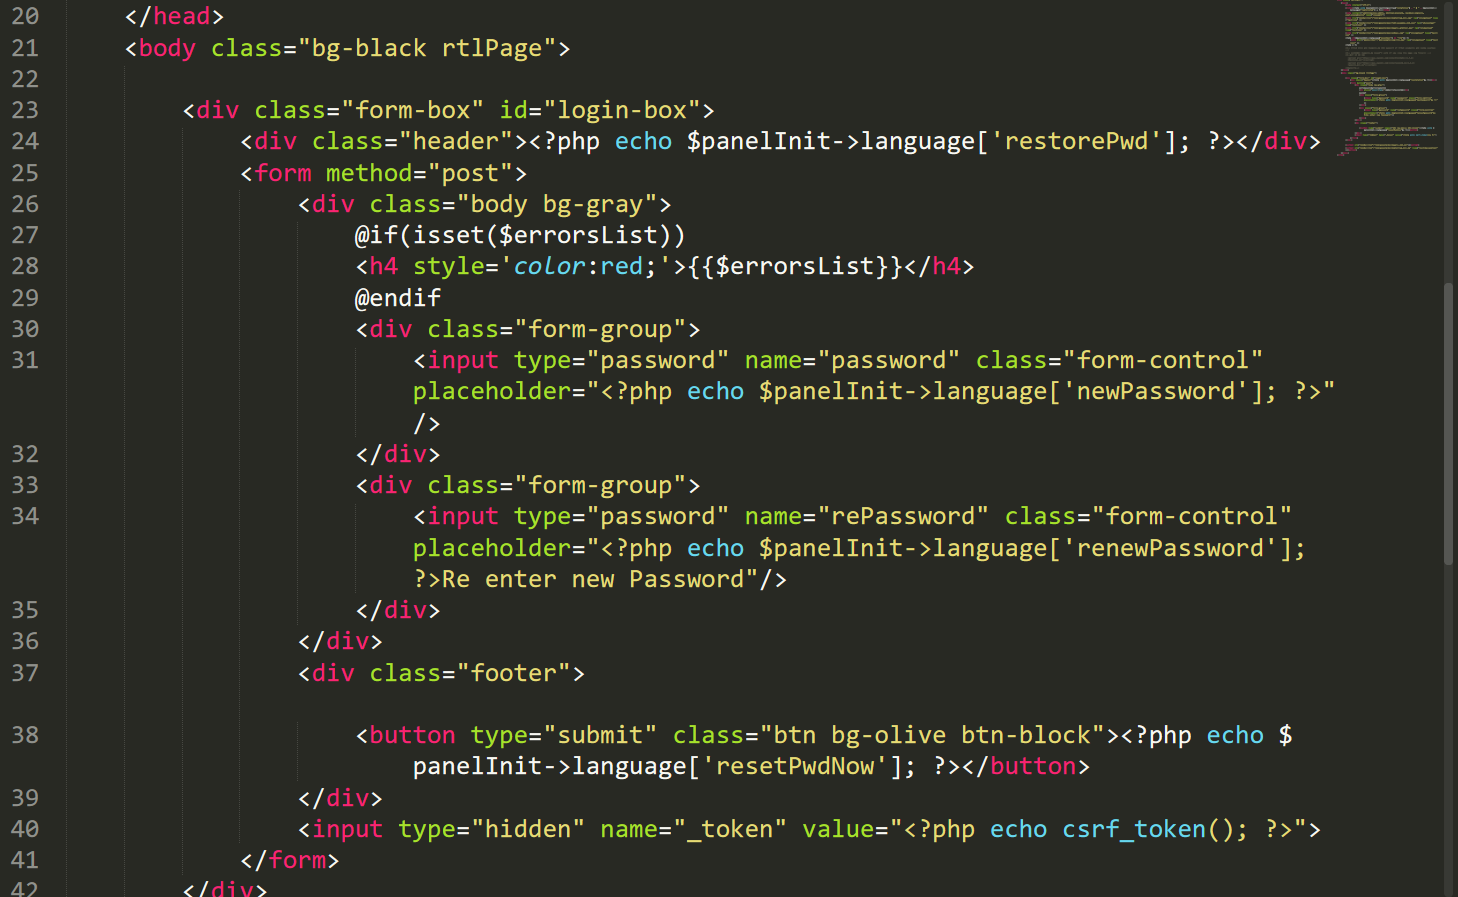 20 </head>
21 <body class="bg-black rtlPage">
22
23 <div class="form-box" id="login-box">
24 <div class="header"><?php echo $panelInit->language['restorePwd']; ?></div>
25 <form method="post">
26 <div class="body bg-gray">
27 @if(isset($errorsList))
28 <h4 style='color:red;'>{{$errorsList}}</h4>
29 @endif
30 <div class="form-group">
31 <input type="password" name="password" class="form-control"
placeholder="<?php echo $panelInit->language['newPassword']; ?>"
/>
32 </div>
33 <div class="form-group">
34 <input type="password" name="rePassword" class="form-control"
placeholder="<?php echo $panelInit->language['renewPassword'];
?>Re enter new Password"/>
35 </div>
36 </div>
37 <div class="footer">
38 <button type="submit" class="btn bg-olive btn-block"><?php echo $
panelInit->language['resetPwdNow']; ?></button>
39 </div>
40 <input type="hidden" name="_token" value="<?php echo csrf_token(); ?>">
41 </form>
42 </div>